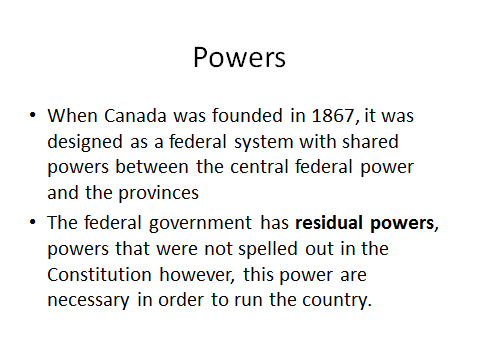 Powers
• When Canada was founded in 1867, it was
designed as a federal system with shared
powers between the central federal power
and the provinces
• The federal government has residual powers,
powers that were not spelled out in the
Constitution however, this power are
necessary in order to run the country.